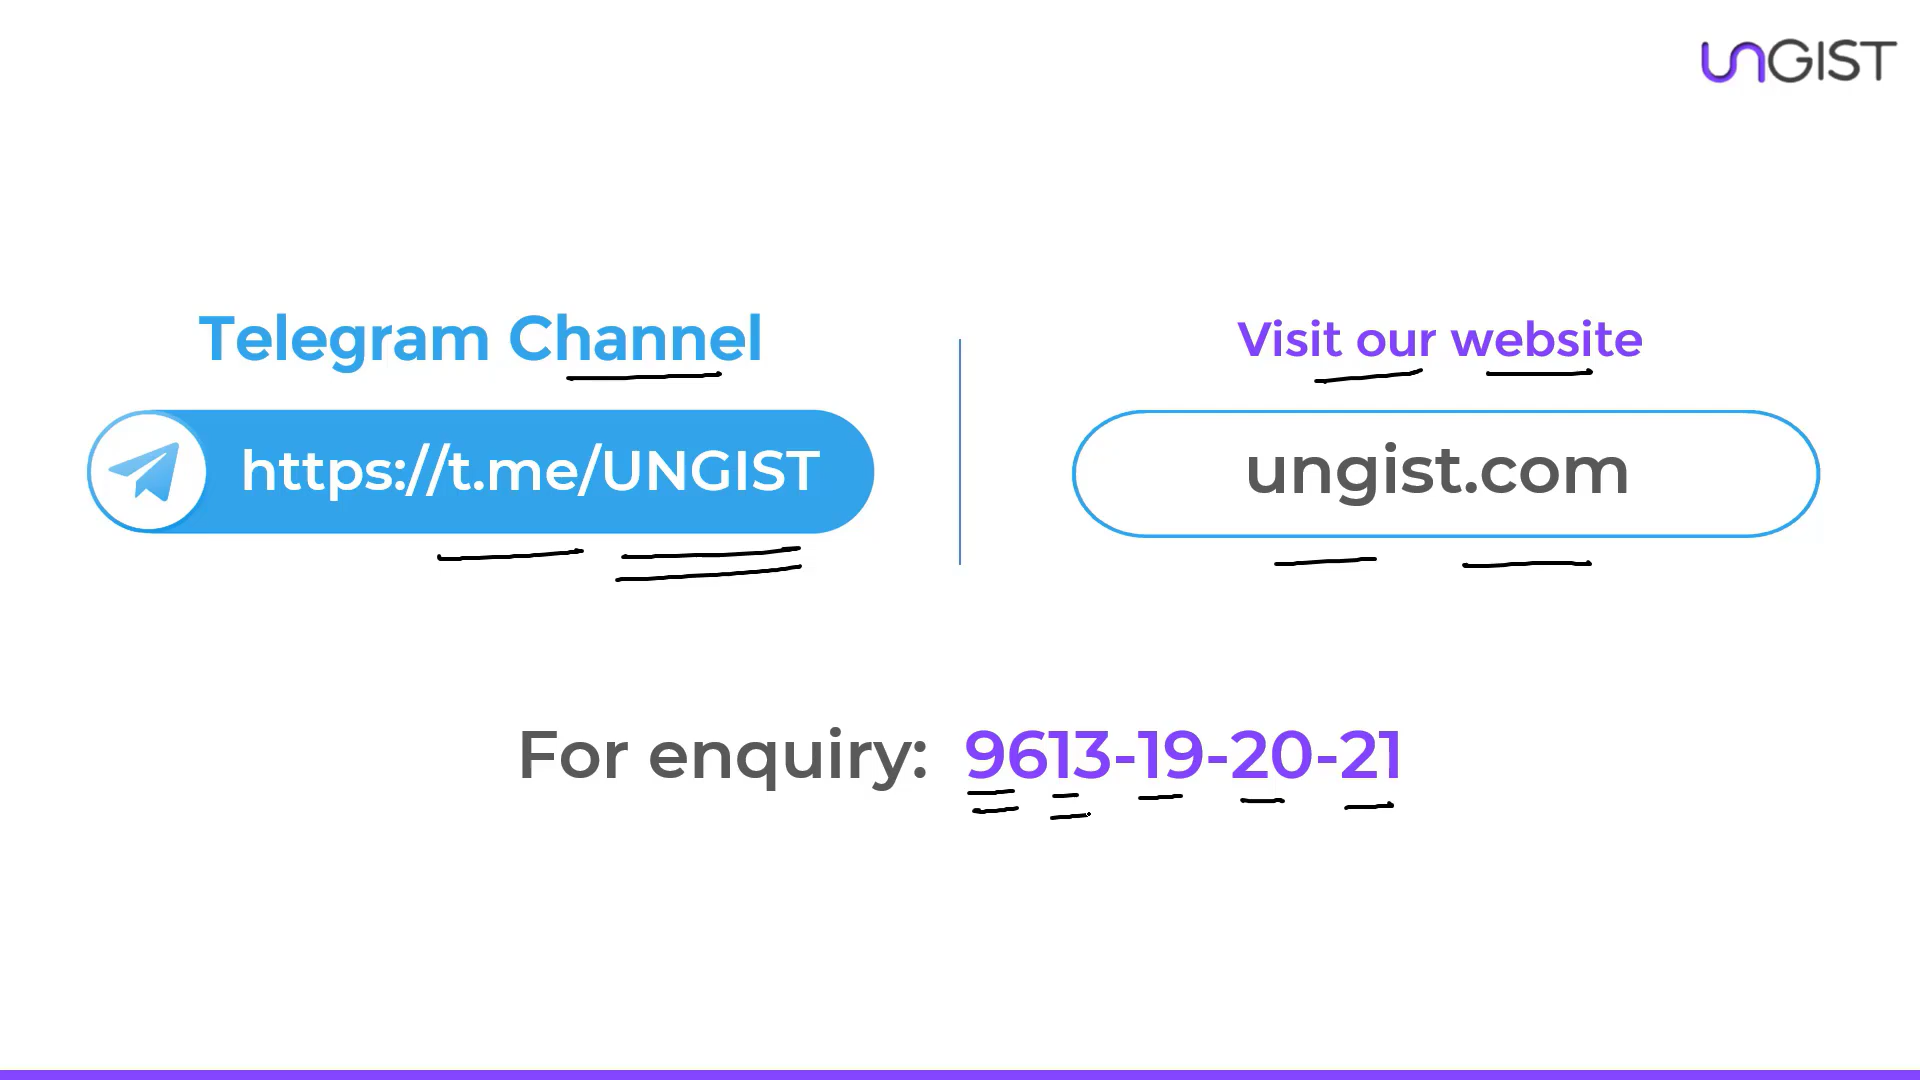 UNGIST
Telegram Channel
https://t.me/UNGIST
Visit our website
ungist.com
For enquiry: 9613-19-20-21